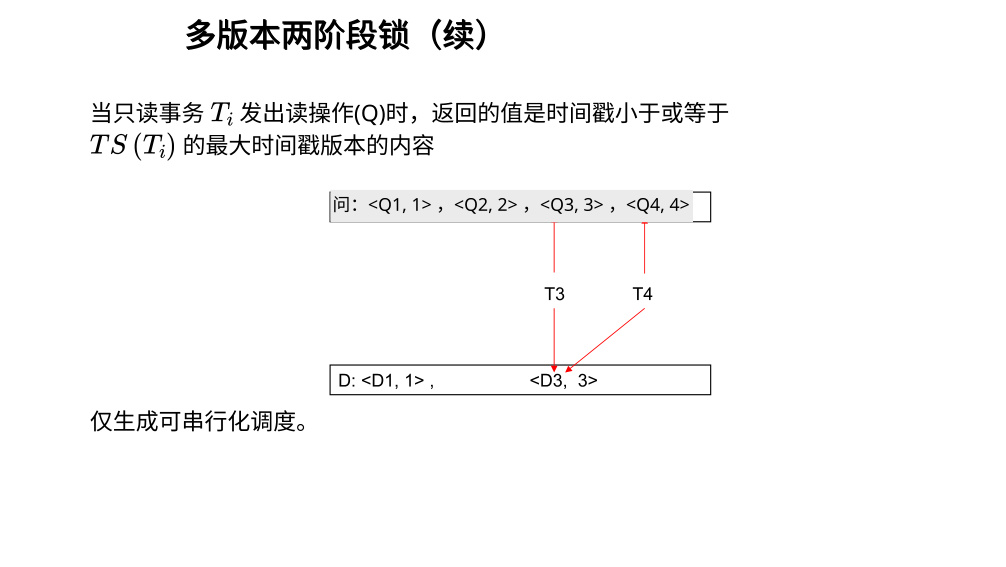 多版本两阶段锁（续）
当只读事务 Tᵢ 发出读操作(Q)时，返回的值是时间戳小于或等于
TS (Tᵢ) 的最大时间戳版本的内容
问：<Q1, 1> ，<Q2, 2> ，<Q3, 3> ，<Q4, 4>
T3 T4
D: <D1, 1> , <D3, 3>
仅生成可串行化调度。